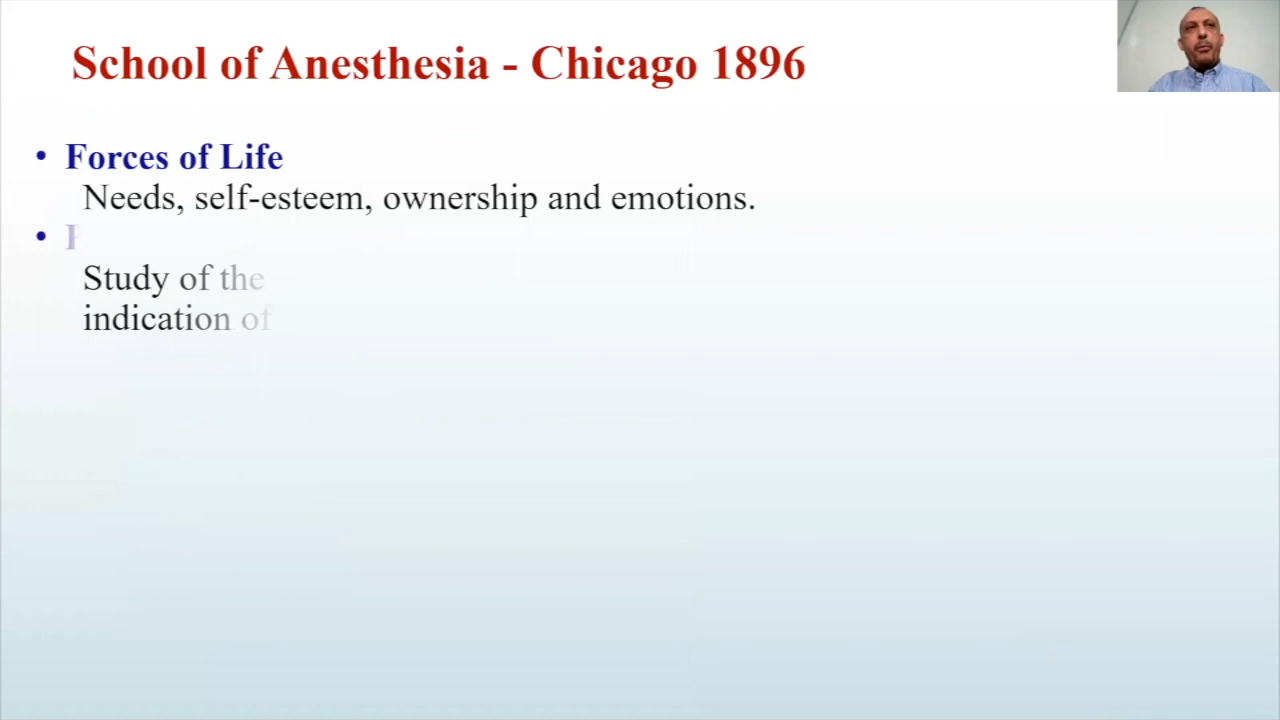 School of Anesthesia - Chicago 1896
• Forces of Life
Needs, self-esteem, ownership and emotions.
•
Study of the
indication of